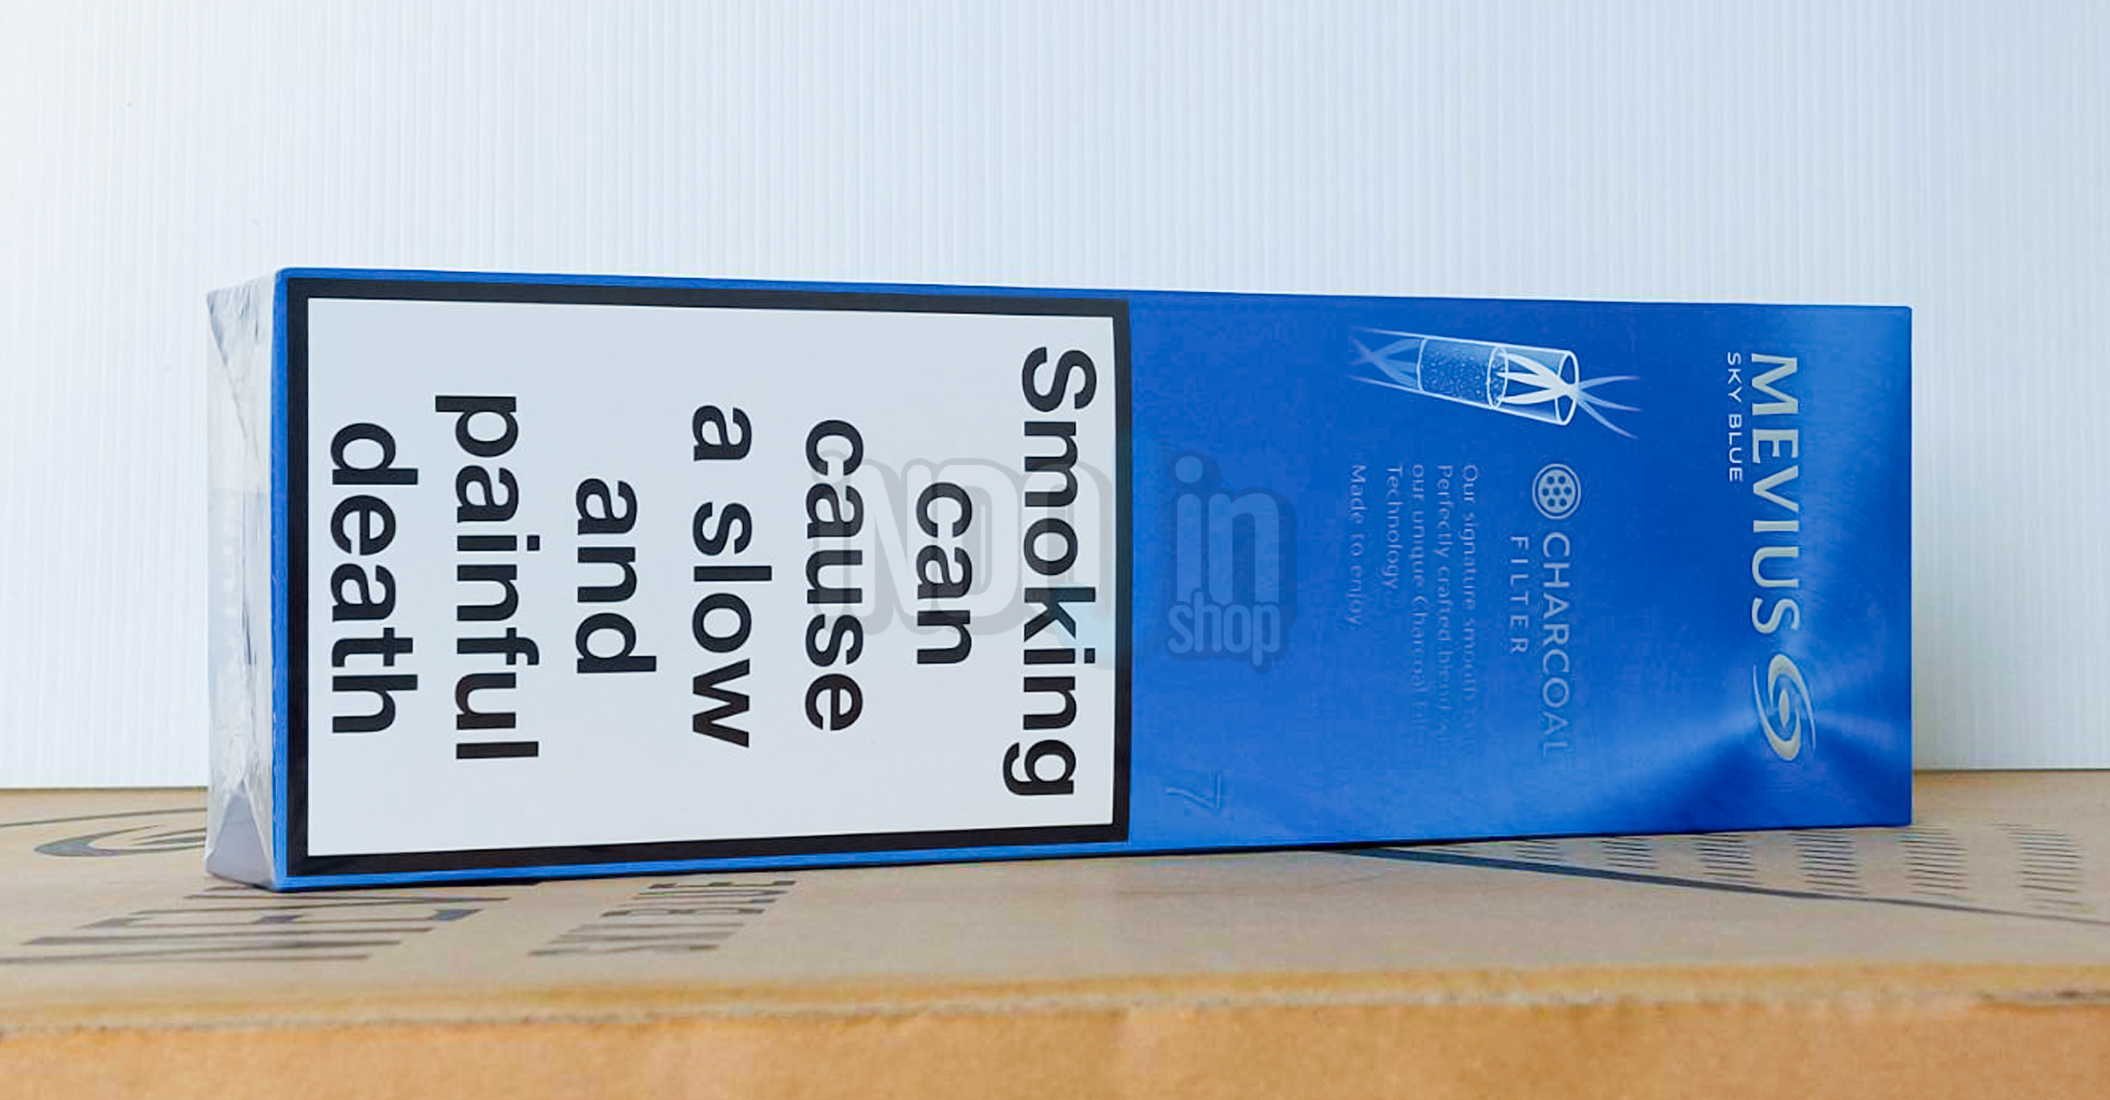 MEVIUS
SKY BLUE
CHARCOAL
FILTER
Our signature smooth
Perfectly crafted blend
our unique Charcoal
Technology.
Made to enjoy.
7
Smoking
can
cause
a slow
and
painful
death
in
shop